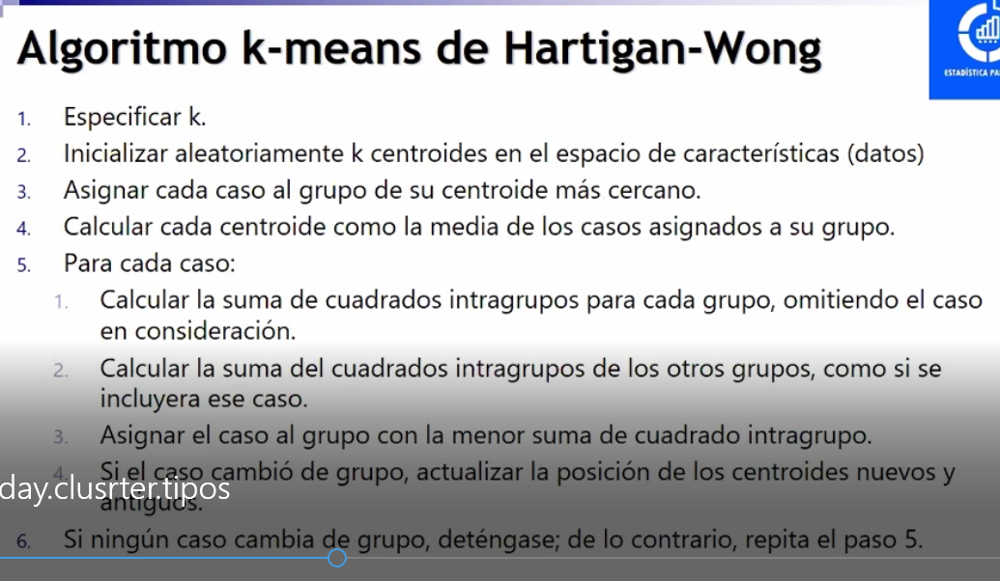 Algoritmo k-means de Hartigan-Wong
ESTADÍSTICA
1. Especificar k.
2. Inicializar aleatoriamente k centroides en el espacio de características (datos)
3. Asignar cada caso al grupo de su centroide más cercano.
4. Calcular cada centroide como la media de los casos asignados a su grupo.
5. Para cada caso:
1. Calcular la suma de cuadrados intragrupos para cada grupo, omitiendo el caso
en consideración.
2. Calcular la suma del cuadrados intragrupos de los otros grupos, como si se
incluyera ese caso.
3. Asignar el caso al grupo con la menor suma de cuadrado intragrupo.
4. Si el caso cambió de grupo, actualizar la posición de los centroides nuevos y
day.clusrter.tipos
antiguos.
6. Si ningún caso cambia de grupo, deténgase; de lo contrario, repita el paso 5.